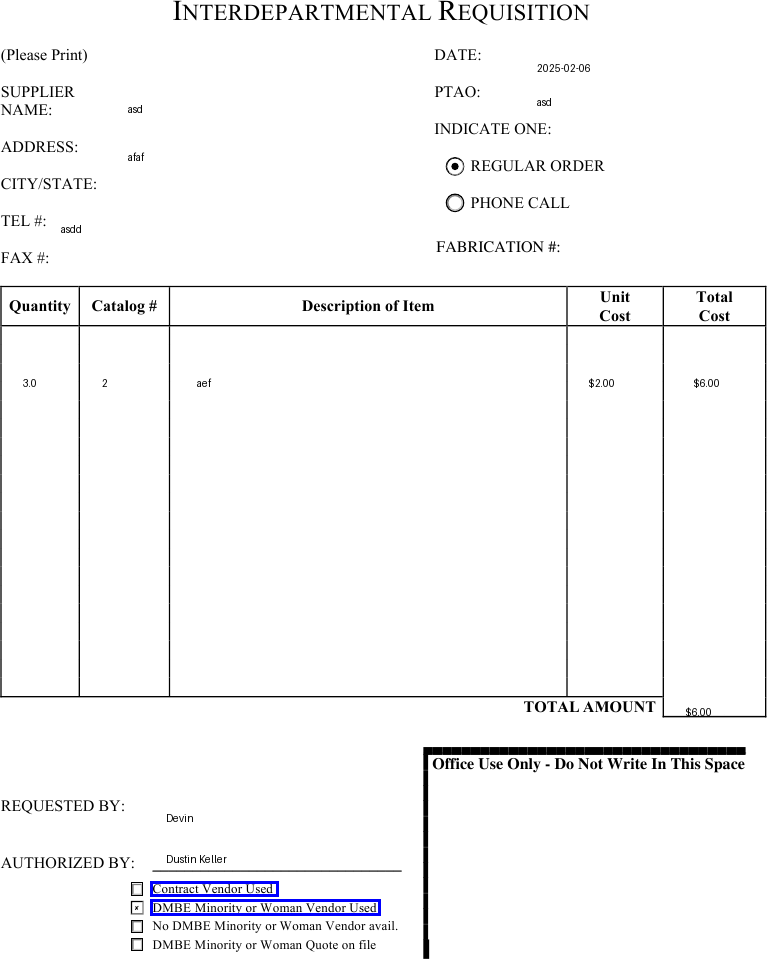 INTERDEPARTMENTAL REQUISITION
(Please Print)
DATE:
2025-02-06
SUPPLIER
NAME:
asd
PTAO:
asd
INDICATE ONE:
ADDRESS:
afaf
REGULAR ORDER
CITY/STATE:
PHONE CALL
TEL #: asdd
FABRICATION #:
FAX #:
Quantity Catalog # Description of Item Unit Cost Total Cost
3.0 2 aef $2.00 $6.00
TOTAL AMOUNT $6.00
Office Use Only - Do Not Write In This Space
REQUESTED BY:
Devin
AUTHORIZED BY: Dustin Keller
Contract Vendor Used
DMBE Minority or Woman Vendor Used
No DMBE Minority or Woman Vendor avail.
DMBE Minority or Woman Quote on file